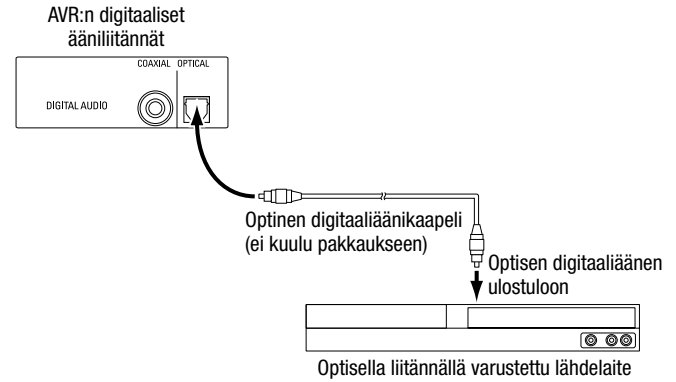 AVR:n digitaaliset
ääniliitännät
COAXIAL OPTICAL
DIGITAL AUDIO
Optinen digitaaliäänikaapeli
(ei kuulu pakkaukseen)
Optisen digitaaliäänen
ulostuloon
Optisella liitännällä varustettu lähdelaite